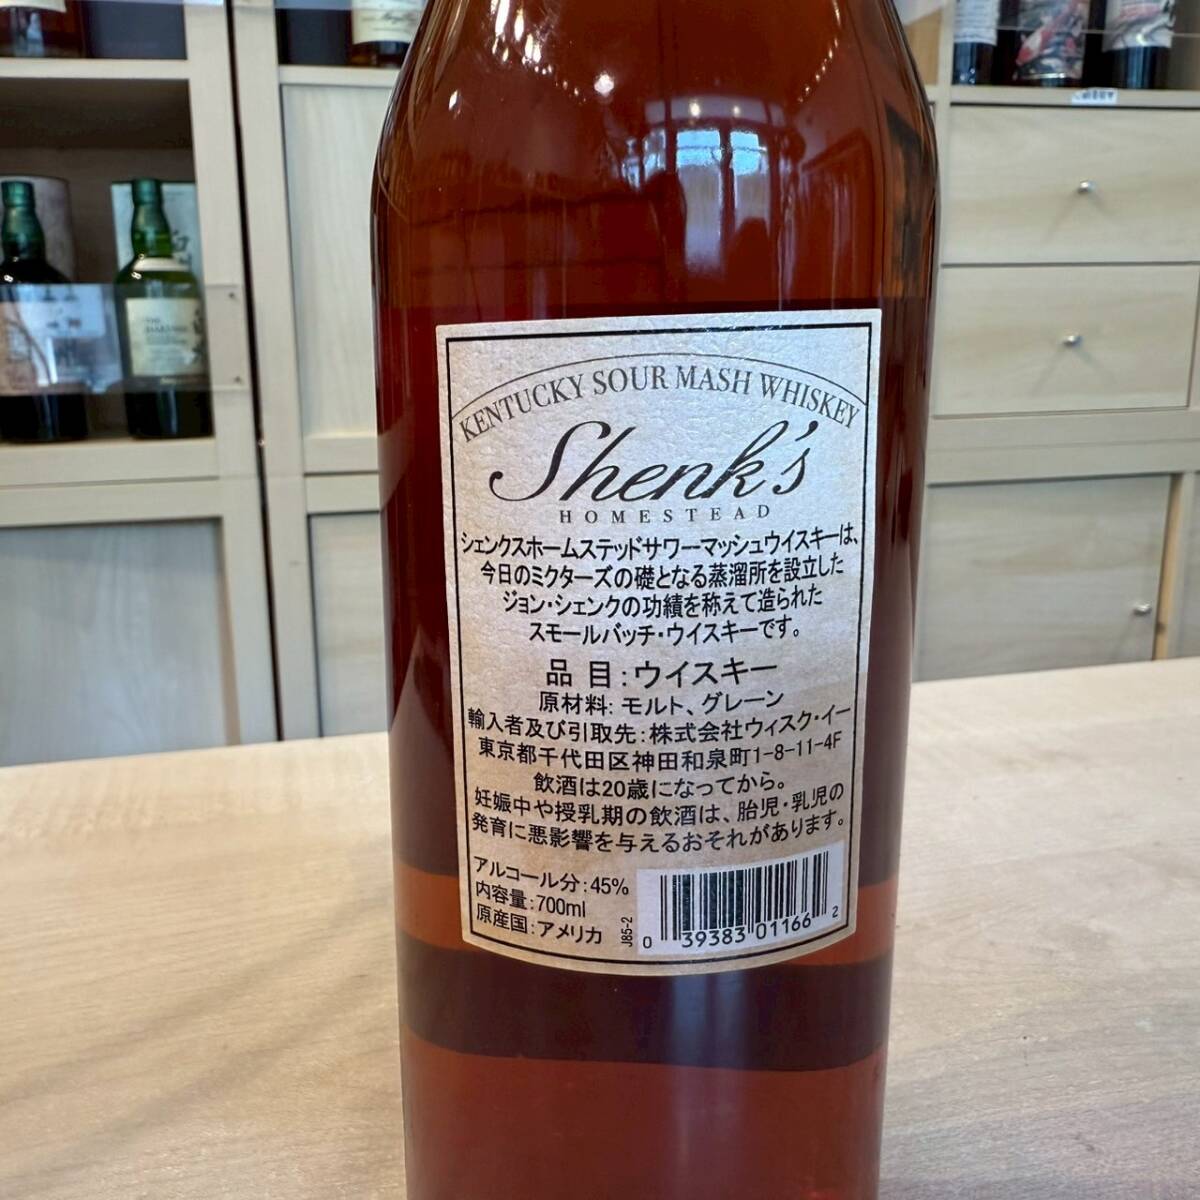 KENTUCKY SOUR MASH WHISKEY
Shenk's
HOMESTEAD
シェンクスホームステッドサワーマッシュウイスキーは、
今日のミクターズの礎となる蒸溜所を設立した
ジョン・シェンクの功績を称えて造られた
スモールバッチ・ウイスキーです。
品目:ウイスキー
原材料:モルト、グレーン
輸入者及び引取先:株式会社ウィスク・イー
東京都千代田区神田和泉町1-8-11-4F
飲酒は20歳になってから。
妊娠中や授乳期の飲酒は、胎児・乳児の
発育に悪影響を与えるおそれがあります。
アルコール分:45%
内容量:700ml
原産国:アメリカ
J85-2
0 39383 01166 2